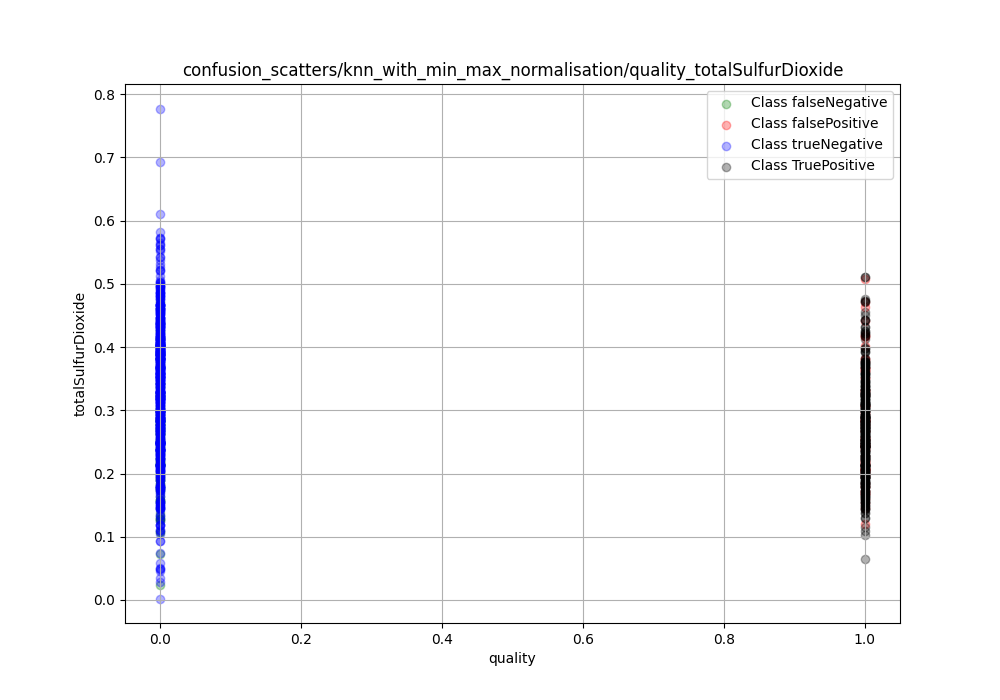 confusion_scatters/knn_with_min_max_normalisation/quality_totalSulfurDioxide
Class falseNegative
Class falsePositive
Class trueNegative
Class TruePositive
totalSulfurDioxide
0.8
0.7
0.6
0.5
0.4
0.3
0.2
0.1
0.0
0.0 0.2 0.4 0.6 0.8 1.0
quality